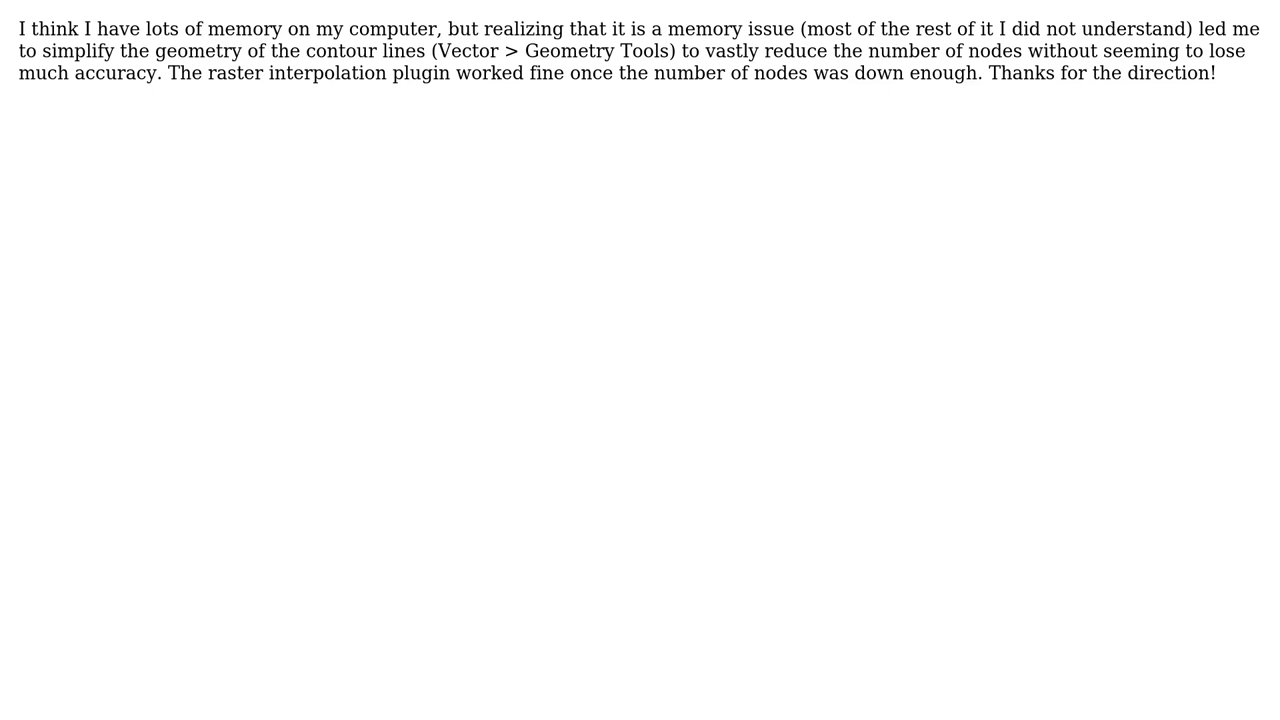 I think I have lots of memory on my computer, but realizing that it is a memory issue (most of the rest of it I did not understand) led me
to simplify the geometry of the contour lines (Vector > Geometry Tools) to vastly reduce the number of nodes without seeming to lose
much accuracy. The raster interpolation plugin worked fine once the number of nodes was down enough. Thanks for the direction!